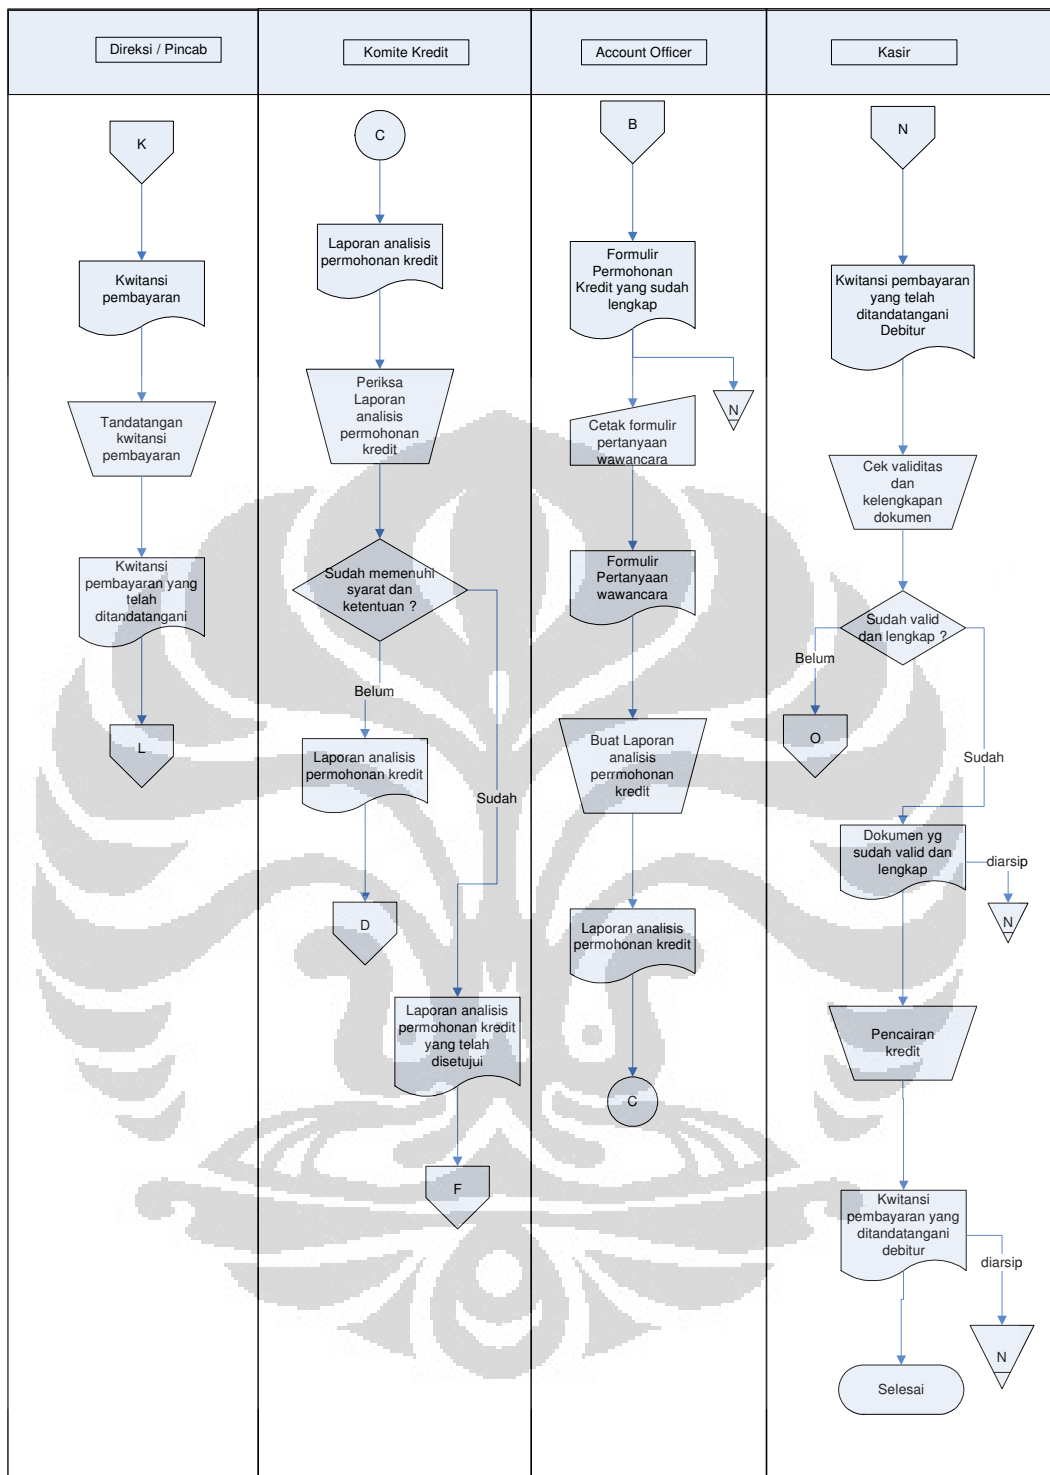 Direksi / Pincab
Komite Kredit
Account Officer
Kasir
K
Kwitansi
pembayaran
Tandatangan
kwitansi
pembayaran
Kwitansi
pembayaran yang
telah
ditandatangani
L
C
Laporan analisis
permohonan kredit
Periksa
Laporan
analisis
permohonan
kredit
Sudah memenuhi
syarat dan
ketentuan ?
Belum
Sudah
Laporan analisis
permohonan kredit
D
Laporan analisis
permohonan kredit
yang telah
disetujui
F
B
Formulir
Permohonan
Kredit yang sudah
lengkap
N
Cetak formulir
pertanyaan
wawancara
Formulir
Pertanyaan
wawancara
Buat Laporan
analisis
perrmohonan
kredit
Laporan analisis
permohonan kredit
C
N
Kwitansi pembayaran
yang telah
ditandatangani
Debitur
Cek validitas
dan
kelengkapan
dokumen
Sudah valid
dan lengkap ?
Belum
O
Sudah
Dokumen yg
sudah valid dan
lengkap
diarsip
N
Pencairan
kredit
Kwitansi
pembayaran yang
ditandatangani
debitur
diarsip
N
Selesai